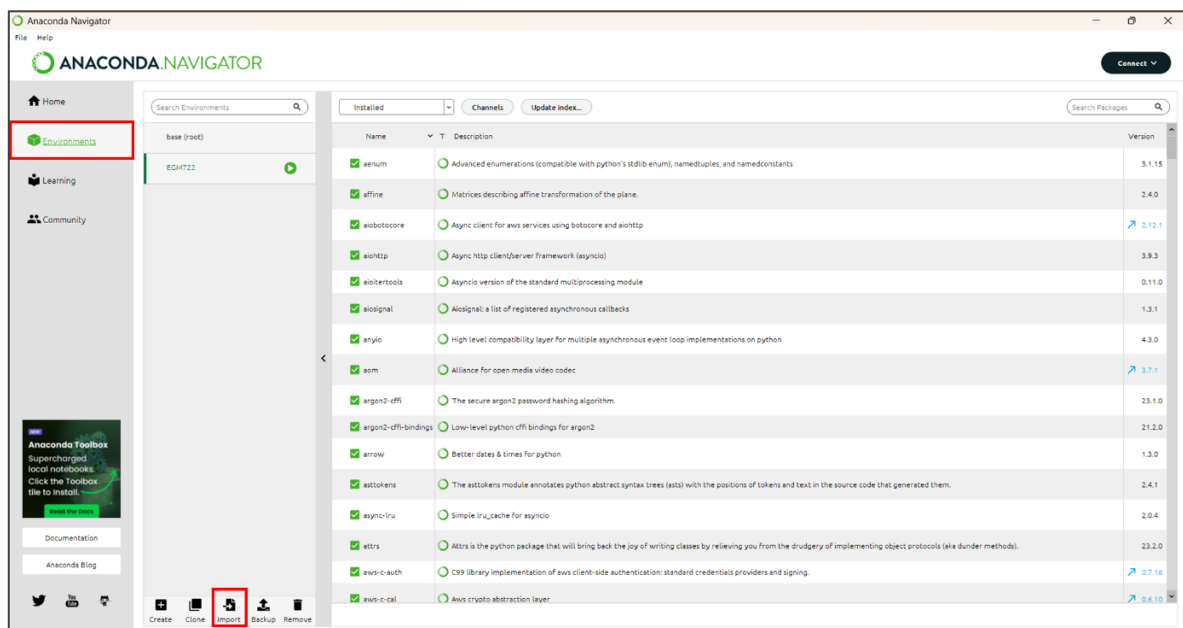 Anaconda Navigator
File Help
ANACONDA.NAVIGATOR
Connect
Home
Environments
Learning
Community
NEW
Anaconda Toolbox
Supercharged
local notebooks.
Click the Toolbox
tile to install.
Read the Docs
Documentation
Anaconda Blog
You
Tube
Search Environments
base (root)
EGM722
Create Clone Import Backup Remove
Installed Channels Update index... Search Packages
Name T Description Version
aenum Advanced enumerations (compatible with python's stdlib enum), namedtuples, and namedconstants 3.1.15
affine Matrices describing affine transformation of the plane. 2.4.0
aiobotocore Async client for aws services using botocore and aiohttp 2.12.1
aiohttp Async http client/server framework (asyncio) 3.9.3
aioitertools Asyncio version of the standard multiprocessing module 0.11.0
aiosignal Aiosignal: a list of registered asynchronous callbacks 1.3.1
anyio High level compatibility layer for multiple asynchronous event loop implementations on python 4.3.0
aom Alliance for open media video codec 3.7.1
argon2-cffi The secure argon2 password hashing algorithm. 23.1.0
argon2-cffi-bindings Low-level python cffi bindings for argon2 21.2.0
arrow Better dates & times for python 1.3.0
asttokens The asttokens module annotates python abstract syntax trees (asts) with the positions of tokens and text in the source code that generated them. 2.4.1
async-lru Simple lru_cache for asyncio 2.0.4
attrs Attrs is the python package that will bring back the joy of writing classes by relieving you from the drudgery of implementing object protocols (aka dunder methods). 23.2.0
aws-c-auth C99 library implementation of aws client-side authentication: standard credentials providers and signing. 0.7.16
aws-c-cal Aws crypto abstraction layer 0.6.10